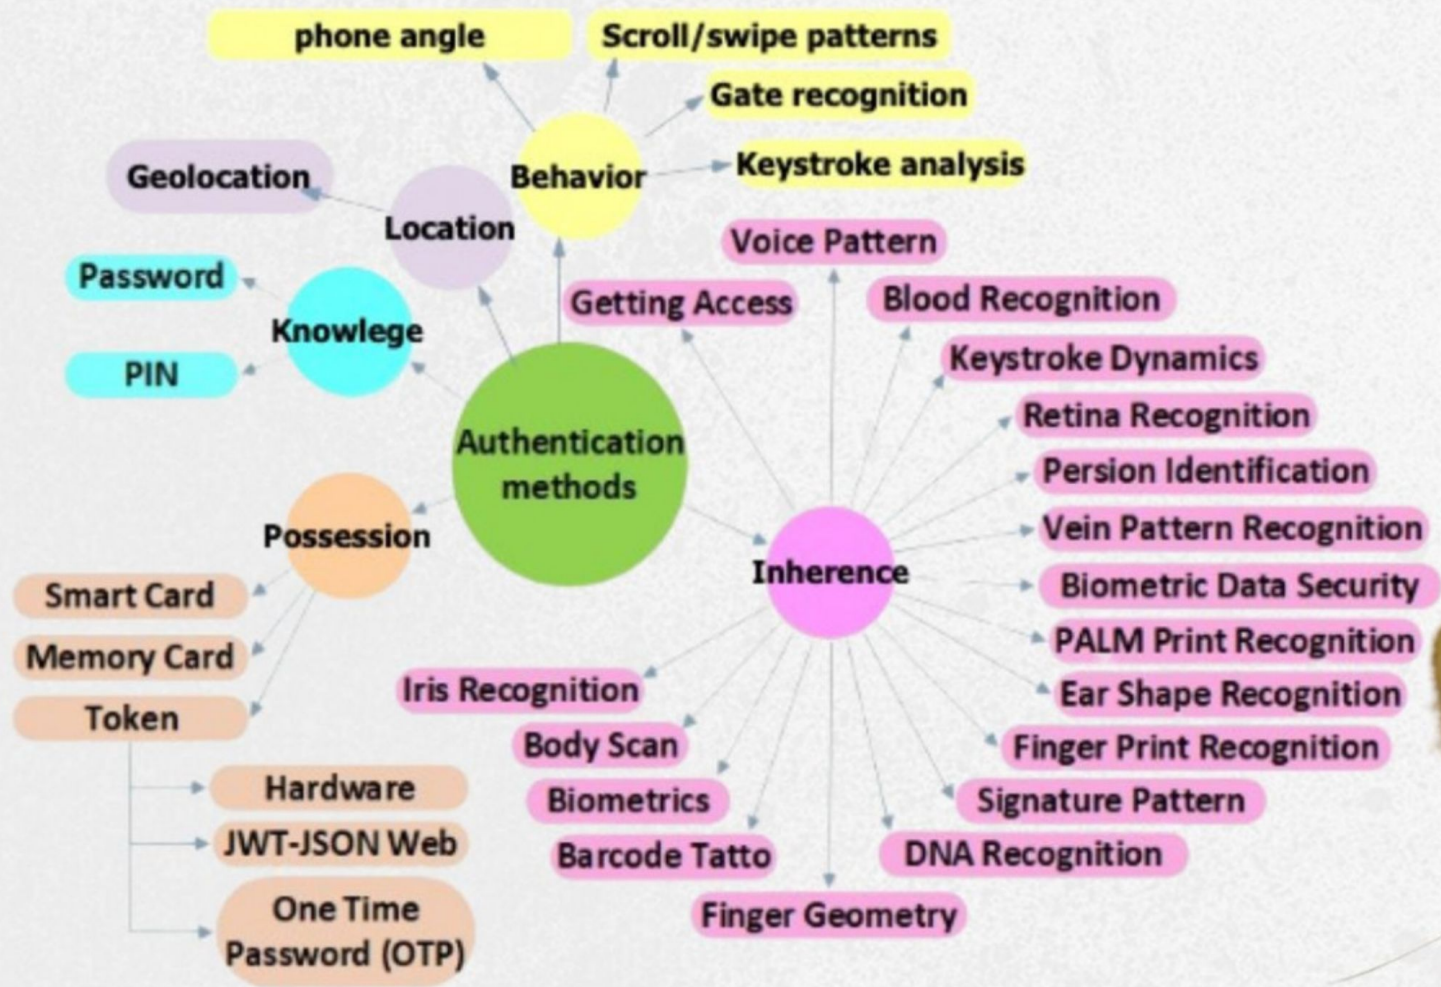 phone angle
Scroll/swipe patterns
Gate recognition
Keystroke analysis
Behavior
Geolocation
Location
Password
Knowlege
PIN
Authentication
methods
Possession
Smart Card
Memory Card
Token
Hardware
JWT-JSON Web
One Time
Password (OTP)
Inherence
Getting Access
Voice Pattern
Blood Recognition
Keystroke Dynamics
Retina Recognition
Persion Identification
Vein Pattern Recognition
Biometric Data Security
PALM Print Recognition
Ear Shape Recognition
Finger Print Recognition
Signature Pattern
DNA Recognition
Finger Geometry
Barcode Tatto
Biometrics
Body Scan
Iris Recognition